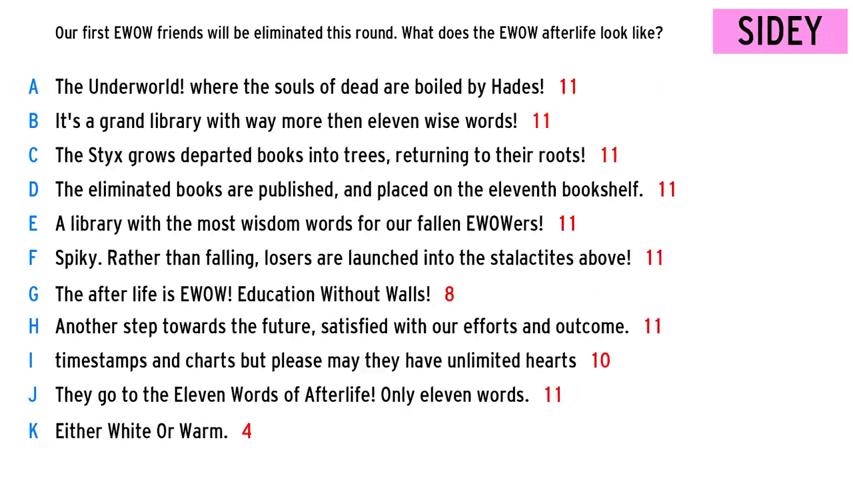 Our first EWOW friends will be eliminated this round. What does the EWOW afterlife look like?
SIDEY
A The Underworld! where the souls of dead are boiled by Hades! 11
B It's a grand library with way more then eleven wise words! 11
C The Styx grows departed books into trees, returning to their roots! 11
D The eliminated books are published, and placed on the eleventh bookshelf. 11
E A library with the most wisdom words for our fallen EWOWers! 11
F Spiky. Rather than falling, losers are launched into the stalactites above! 11
G The after life is EWOW! Education Without Walls! 8
H Another step towards the future, satisfied with our efforts and outcome. 11
I timestamps and charts but please may they have unlimited hearts 10
J They go to the Eleven Words of Afterlife! Only eleven words. 11
K Either White Or Warm. 4